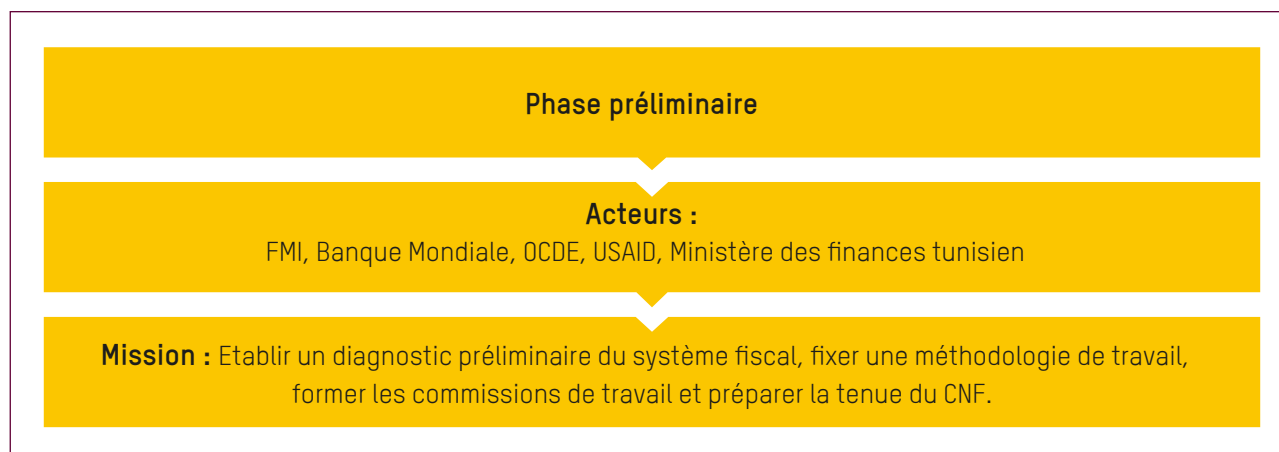 Phase préliminaire
Acteurs :
FMI, Banque Mondiale, OCDE, USAID, Ministère des finances tunisien
Mission : Etablir un diagnostic préliminaire du système fiscal, fixer une méthodologie de travail,
former les commissions de travail et préparer la tenue du CNF.